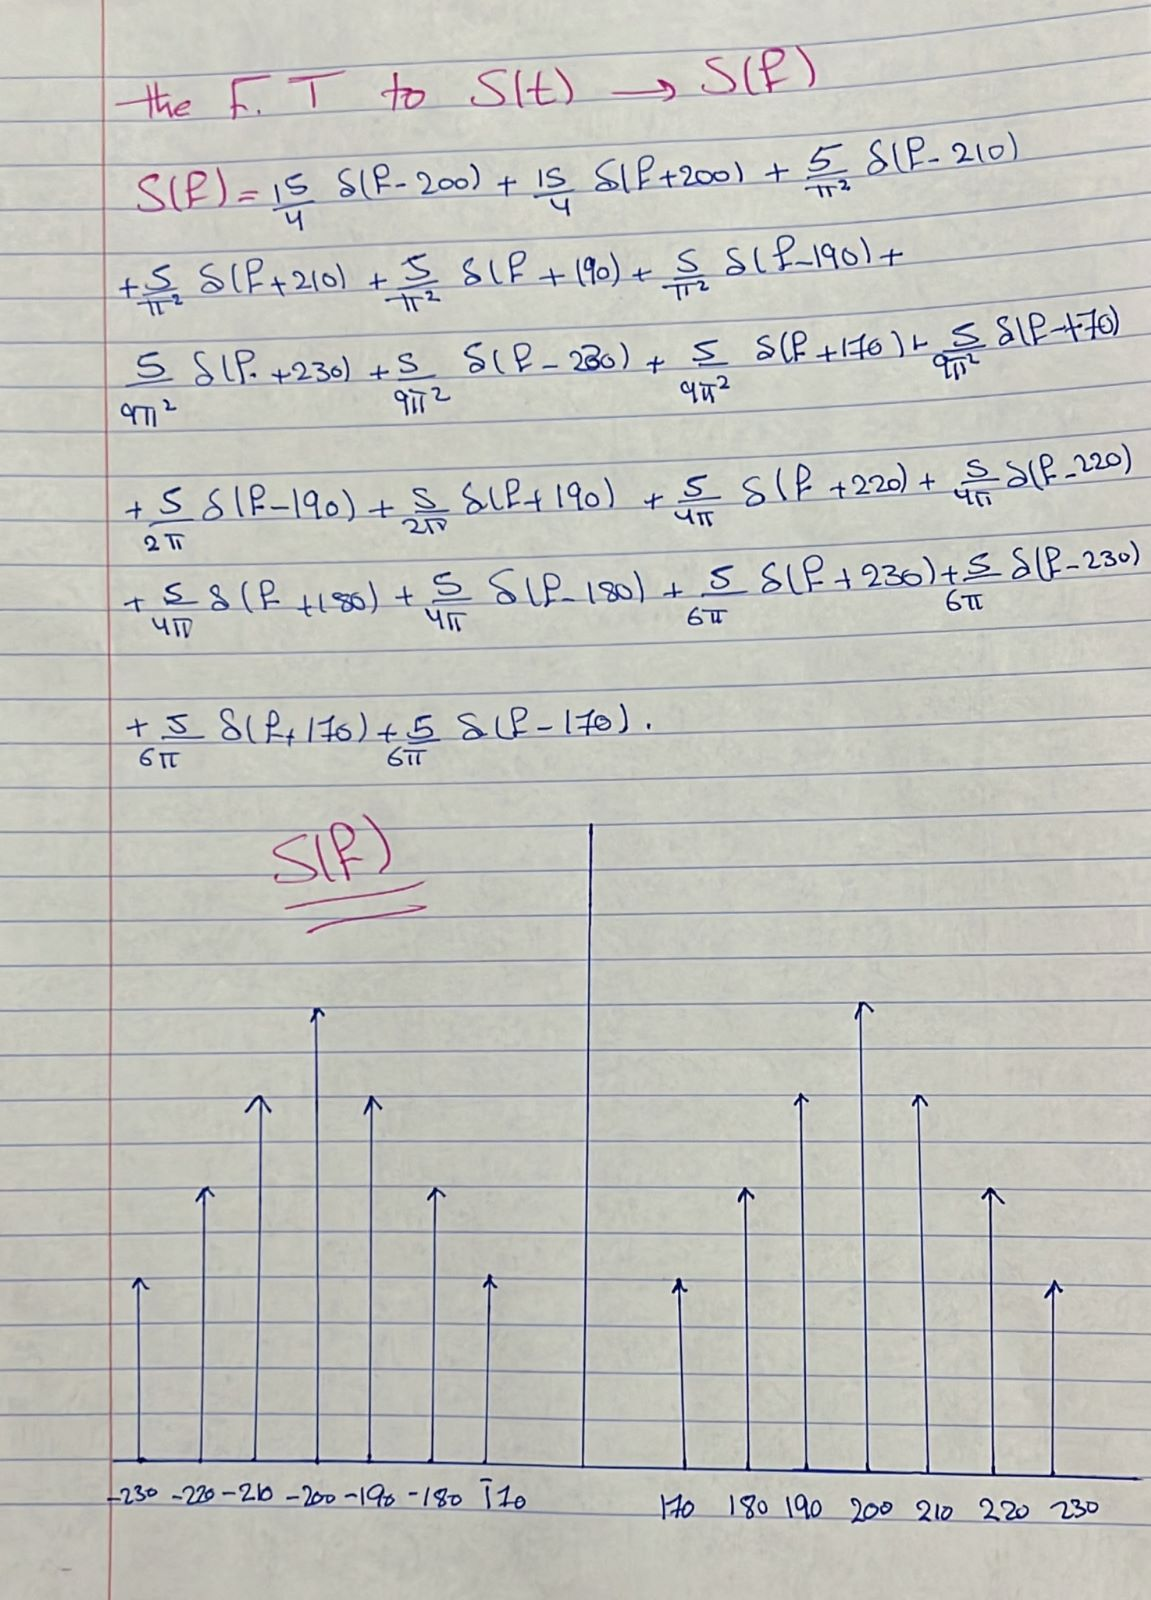 the F.T to S(t) → S(f)
S(f) = 15/4 δ(f-200) + 15/4 δ(f+200) + 5/π² δ(f-210)
+ 5/π² δ(f+210) + 5/π² δ(f+190) + 5/π² δ(f-190) +
5/9π² δ(f+230) + 5/9π² δ(f-230) + 5/9π² δ(f+170) + 5/9π² δ(f-170)
+ 5/2π δ(f-190) + 5/2π δ(f+190) + 5/4π δ(f+220) + 5/4π δ(f-220)
+ 5/4π δ(f+180) + 5/4π δ(f-180) + 5/6π δ(f+230) + 5/6π δ(f-230)
+ 5/6π δ(f+170) + 5/6π δ(f-170).
S(f)
-230 -220 -210 -200 -190 -180 -170 170 180 190 200 210 220 230